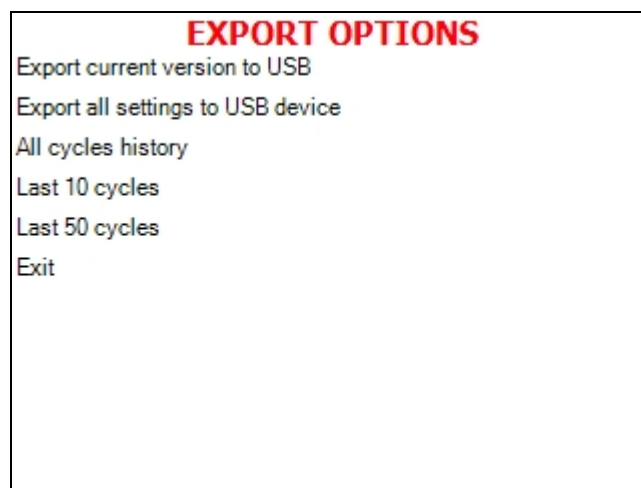 EXPORT OPTIONS
Export current version to USB
Export all settings to USB device
All cycles history
Last 10 cycles
Last 50 cycles
Exit